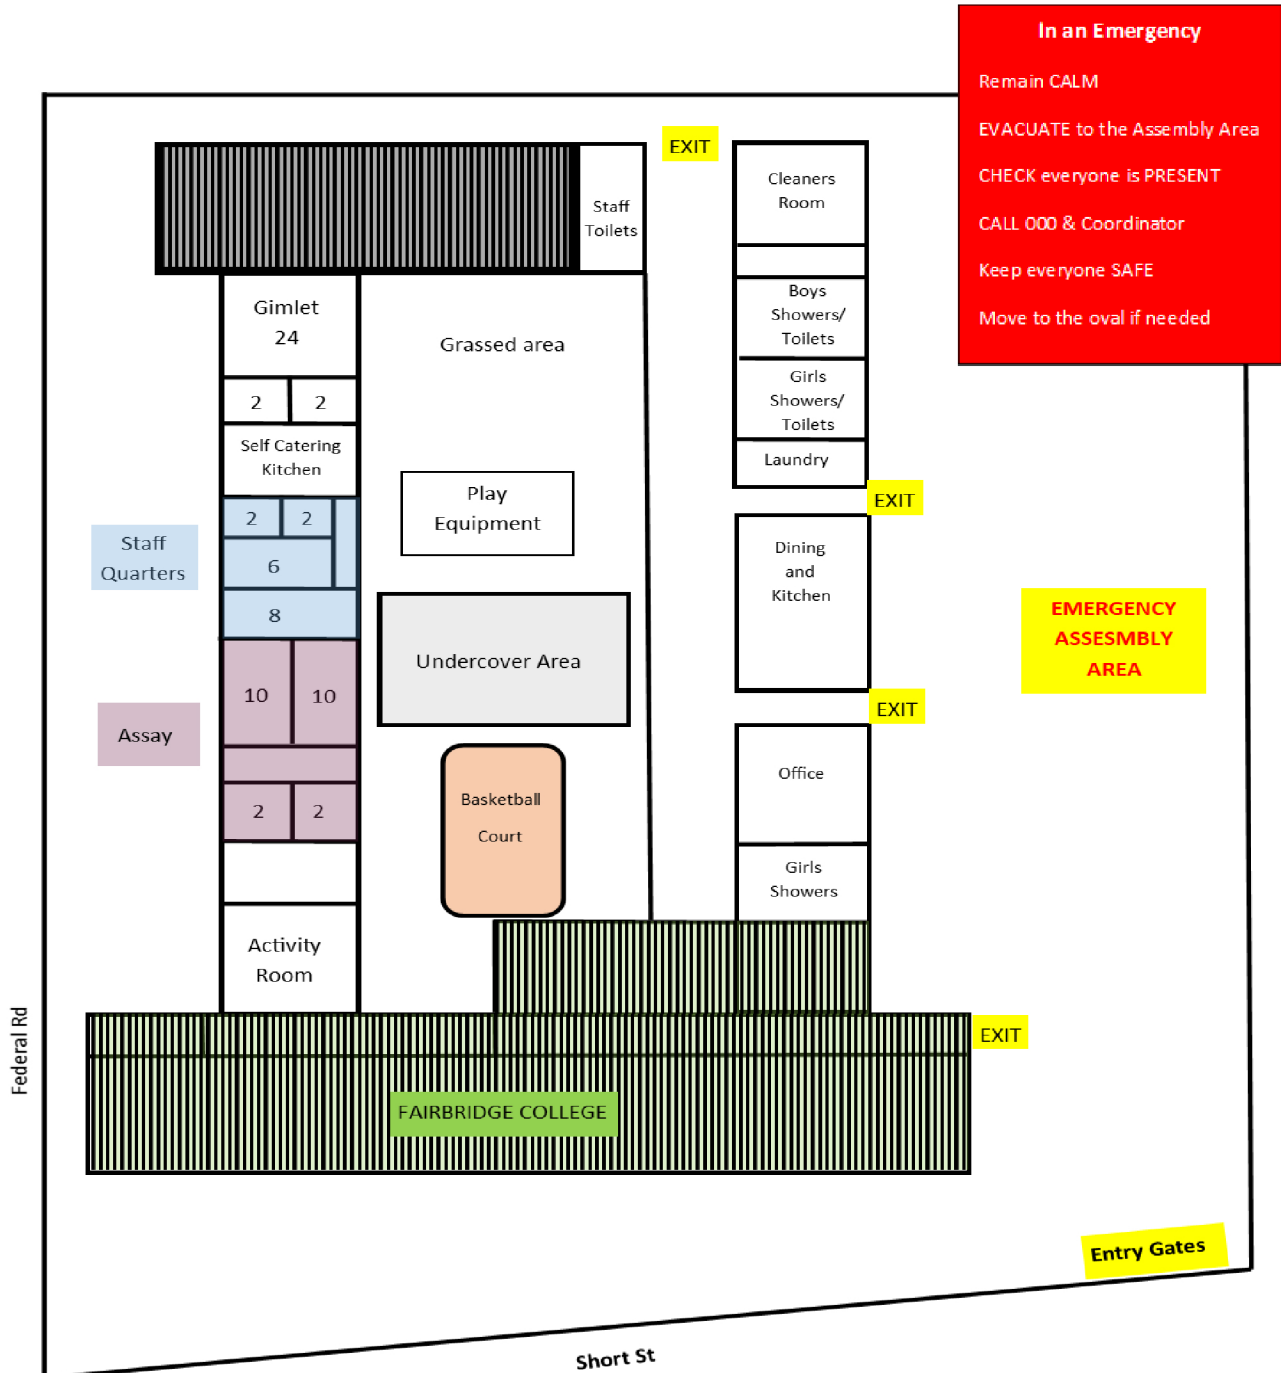 In an Emergency
Remain CALM
EVACUATE to the Assembly Area
CHECK everyone is PRESENT
CALL 000 & Coordinator
Keep everyone SAFE
Move to the oval if needed
EXIT
Staff
Toilets
Cleaners
Room
Gimlet
24
Grassed area
Boys
Showers/
Toilets
2
2
Girls
Showers/
Toilets
Self Catering
Kitchen
Laundry
Play
Equipment
EXIT
Staff
Quarters
2
2
6
8
Dining
and
Kitchen
EMERGENCY
ASSESMBLY
AREA
Undercover Area
10
10
EXIT
Assay
Office
2
2
Basketball
Court
Girls
Showers
Activity
Room
Federal Rd
EXIT
FAIRBRIDGE COLLEGE
Entry Gates
Short St